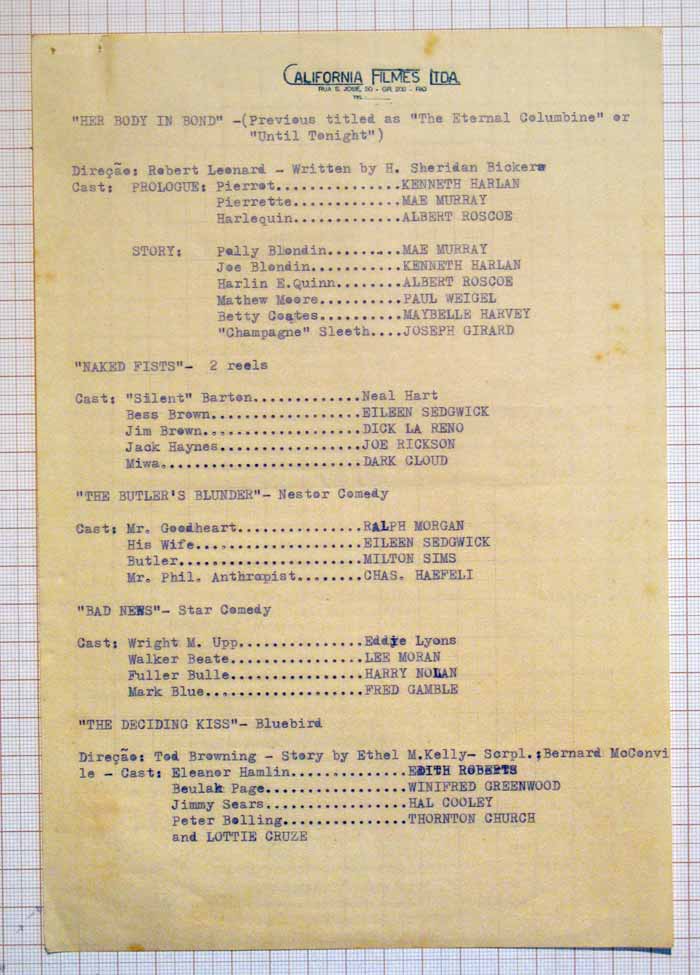 CALIFORNIA FILMES LTDA.
RUA S. JOSÉ, 50 - GR. 200 - RIO
TEL.
"HER BODY IN BOND" -(Previous titled as "The Eternal Columbine" or
"Until Tonight")
Direção: Robert Leonard - Written by H. Sheridan Bickers
Cast: PROLOGUE: Pierrot...............KENNETH HARLAN
Pierrette.............MAE MURRAY
Harlequin.............ALBERT ROSCOE
STORY: Polly Blondin.........MAE MURRAY
Joe Blondin...........KENNETH HARLAN
Harlin E.Quinn........ALBERT ROSCOE
Mathew Moore..........PAUL WEIGEL
Betty Coates..........MAYBELLE HARVEY
"Champagne" Sleeth....JOSEPH GIRARD
"NAKED FISTS"- 2 reels
Cast: "Silent" Barton.............Neal Hart
Bess Brown..................EILEEN SEDGWICK
Jim Brown...................DICK LA RENO
Jack Haynes.................JOE RICKSON
Miwa........................DARK CLOUD
"THE BUTLER'S BLUNDER"- Nestor Comedy
Cast: Mr. Goodheart...............RALPH MORGAN
His Wife....................EILEEN SEDGWICK
Butler......................MILTON SIMS
Mr. Phil. Anthropist........CHAS. HAEFELI
"BAD NEWS"- Star Comedy
Cast: Wright M. Upp...............Eddie Lyons
Walker Beate................LEE MORAN
Fuller Bulle................HARRY NOLAN
Mark Blue...................FRED GAMBLE
"THE DECIDING KISS"- Bluebird
Direção: Tod Browning - Story by Ethel M.Kelly- Scrpl.:Bernard McConvi
le - Cast: Eleanor Hamlin..............EDITH ROBERTS
Beulah Page.................WINIFRED GREENWOOD
Jimmy Sears.................HAL COOLEY
Peter Bolling...............THORNTON CHURCH
and LOTTIE CRUZE